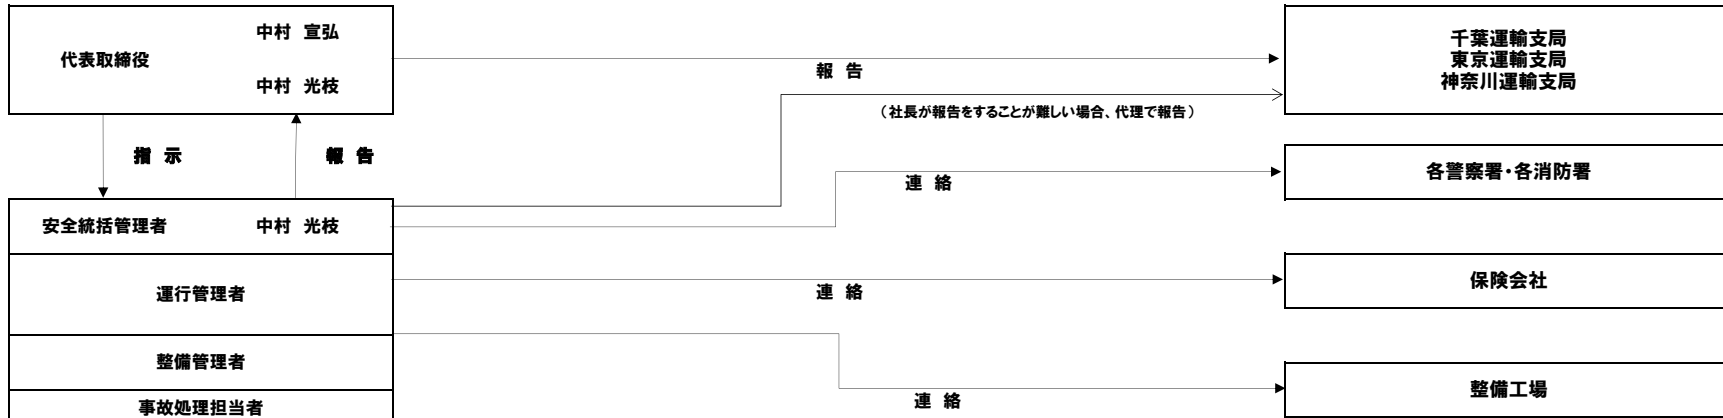 中村 宣弘
代表取締役
中村 光枝
千葉運輸支局
東京運輸支局
神奈川運輸支局
報 告
（社長が報告をすることが難しい場合、代理で報告）
指 示
報 告
各警察署・各消防署
連 絡
安全統括管理者 中村 光枝
運行管理者
連 絡
保険会社
整備管理者
整備工場
事故処理担当者
連 絡